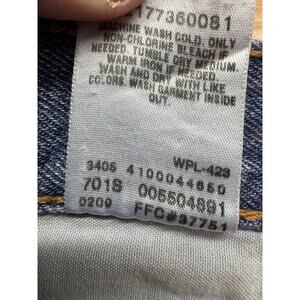 177360081
MACHINE WASH COLD. ONLY
NON-CHLORINE BLEACH IF
NEEDED. TUMBLE DRY MEDIUM.
WARM IRON IF NEEDED.
WASH AND DRY WITH LIKE
COLORS. WASH GARMENT INSIDE
OUT.
WPL-423
3405 4100044650
701S 005504891
0209 FFC#37751